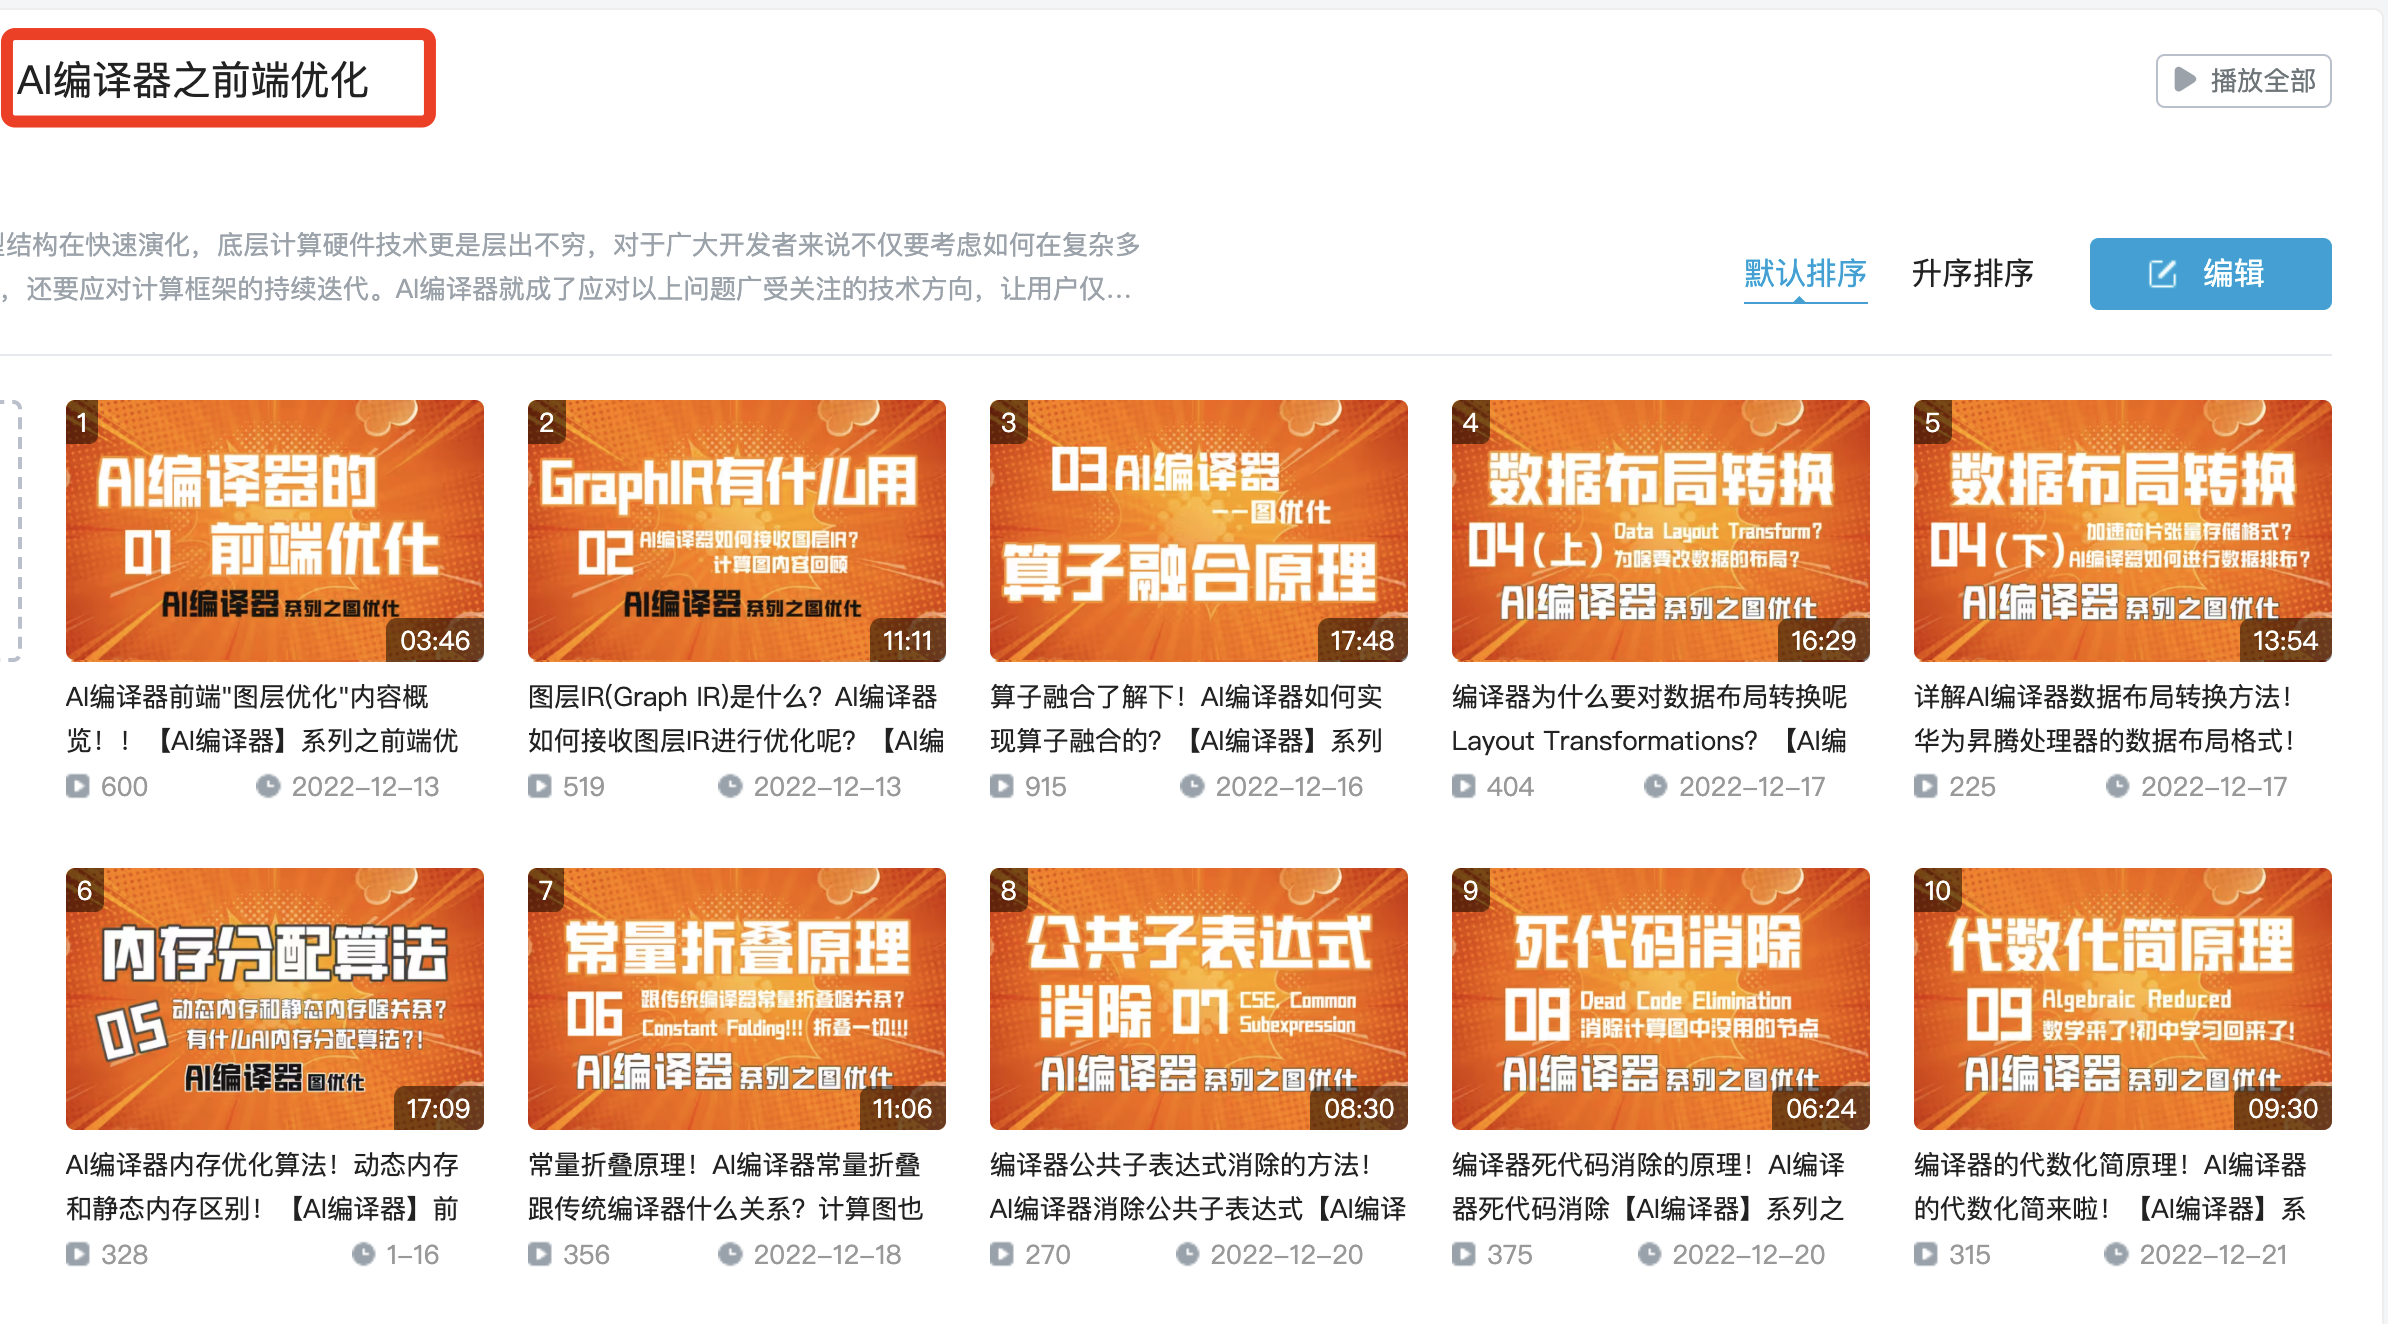 AI编译器之前端优化
播放全部
结构在快速演化，底层计算硬件技术更是层出不穷，对于广大开发者来说不仅要考虑如何在复杂多
，还要应对计算框架的持续迭代。AI编译器就成了应对以上问题广受关注的技术方向，让用户仅…
默认排序
升序排序
编辑
1
AI编译器的
01 前端优化
AI编译器 系列之图优化
03:46
AI编译器前端"图层优化"内容概
览！！【AI编译器】系列之前端优
600
2022-12-13
2
GraphIR有什么用
02 AI编译器如何接收图层IR?
计算图内容回顾
AI编译器 系列之图优化
11:11
图层IR(Graph IR)是什么？AI编译器
如何接收图层IR进行优化呢？【AI编
519
2022-12-13
3
03 AI编译器
--图优化
算子融合原理
17:48
算子融合了解下！AI编译器如何实
现算子融合的？【AI编译器】系列
915
2022-12-16
4
数据布局转换
04(上) Data Layout Transform?
为啥要改数据的布局?
AI编译器 系列之图优化
16:29
编译器为什么要对数据布局转换呢
Layout Transformations？【AI编
404
2022-12-17
5
数据布局转换
04(下) 加速芯片张量存储格式?
AI编译器如何进行数据排布?
AI编译器 系列之图优化
13:54
详解AI编译器数据布局转换方法！
华为昇腾处理器的数据布局格式！
225
2022-12-17
6
内存分配算法
05 动态内存和静态内存啥关系?
有什么AI内存分配算法?!
AI编译器 图优化
17:09
AI编译器内存优化算法！动态内存
和静态内存区别！【AI编译器】前
328
1-16
7
常量折叠原理
06 跟传统编译器常量折叠啥关系?
Constant Folding!!! 折叠一切!!!
AI编译器 系列之图优化
11:06
常量折叠原理！AI编译器常量折叠
跟传统编译器什么关系？计算图也
356
2022-12-18
8
公共子表达式
消除 07 CSE, Common
Subexpression
AI编译器 系列之图优化
08:30
编译器公共子表达式消除的方法！
AI编译器消除公共子表达式【AI编译
270
2022-12-20
9
死代码消除
08 Dead Code Elimination
消除计算图中没用的节点
AI编译器 系列之图优化
06:24
编译器死代码消除的原理！AI编译
器死代码消除【AI编译器】系列之
375
2022-12-20
10
代数化简原理
09 Algebraic Reduced
数学来了!初中学习回来了!
AI编译器 系列之图优化
09:30
编译器的代数化简原理！AI编译器
的代数化简来啦！【AI编译器】系
315
2022-12-21